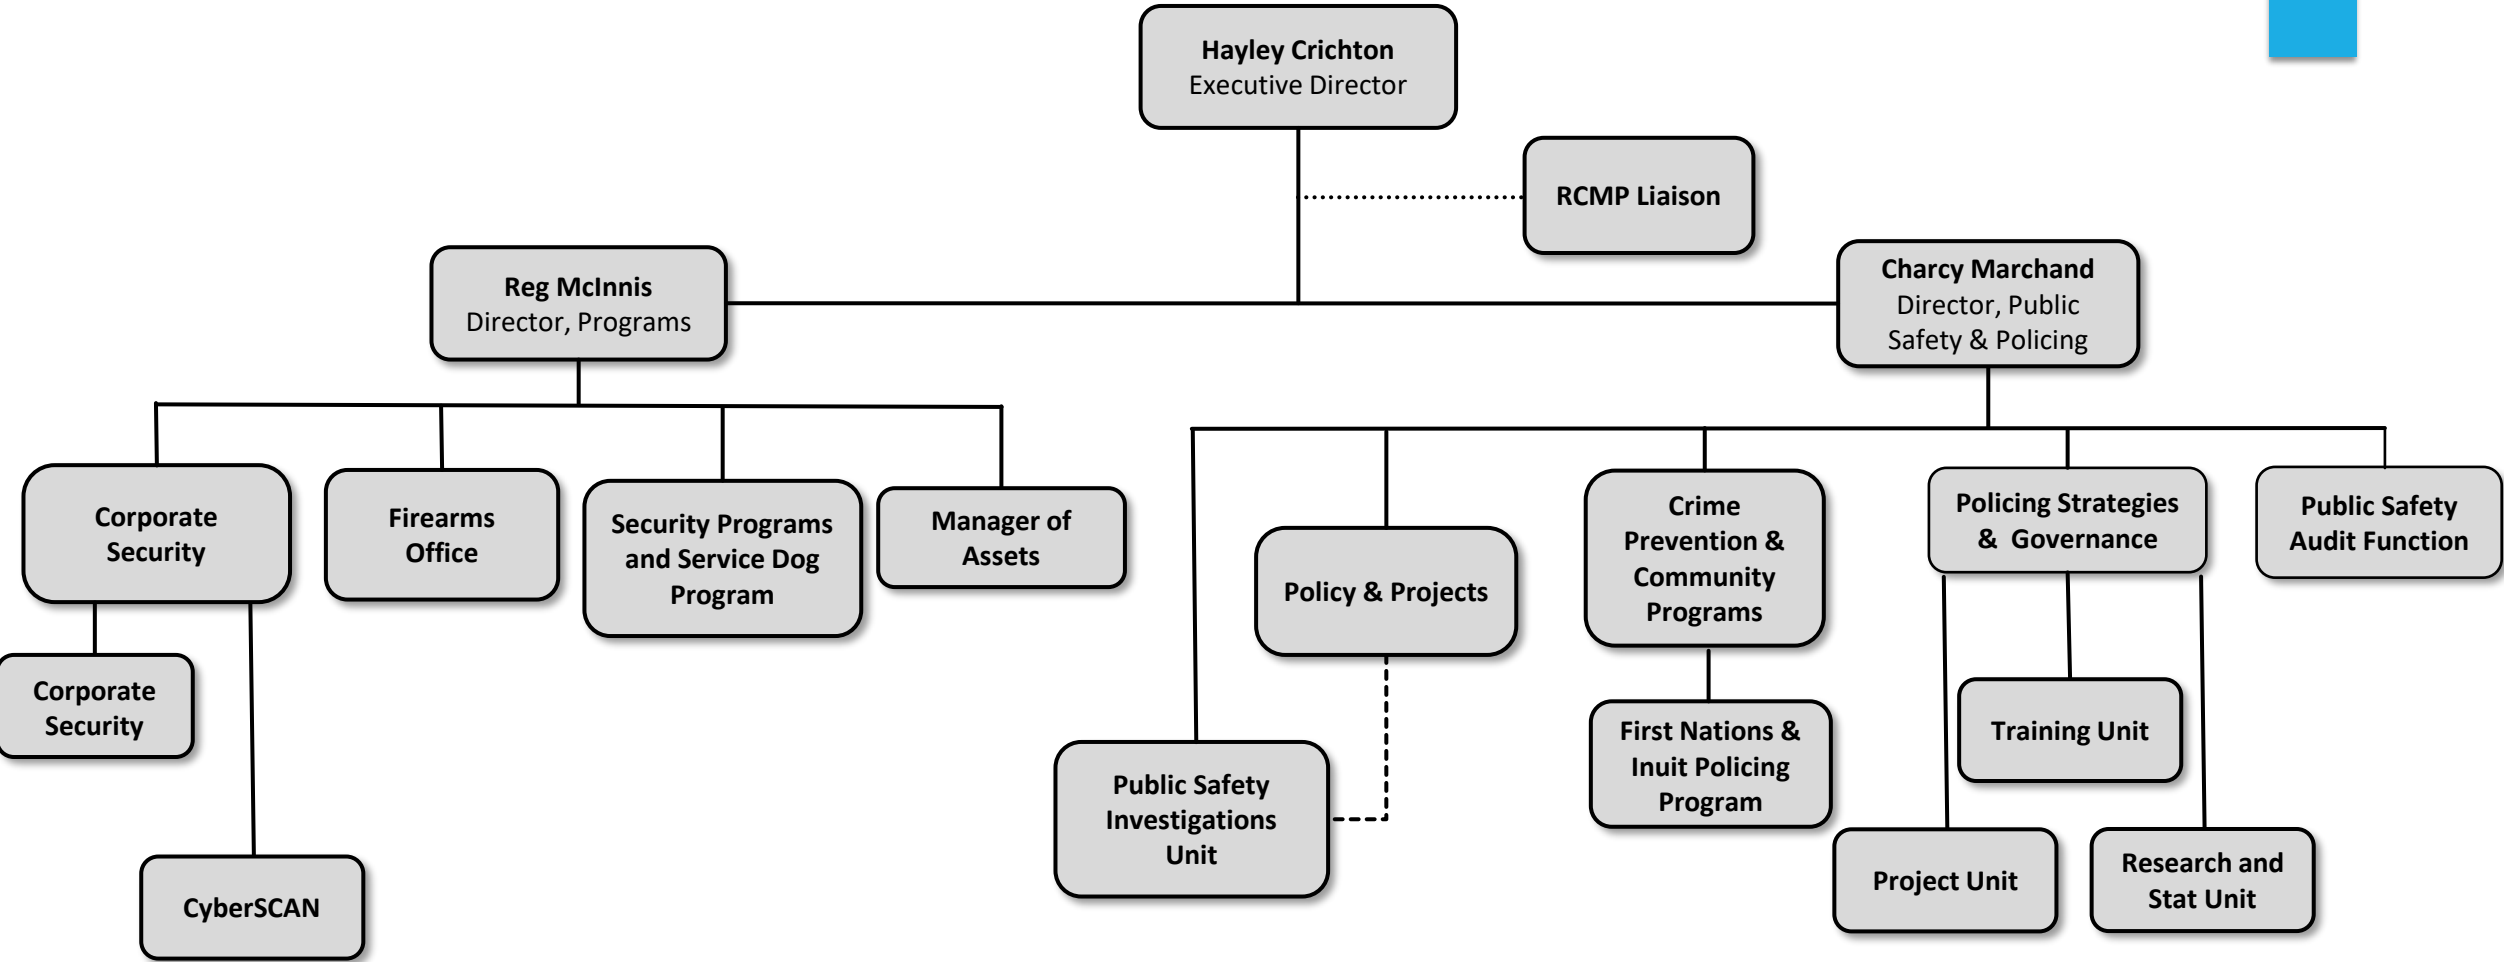 Hayley Crichton
Executive Director
RCMP Liaison
Reg McInnis
Director, Programs
Charcy Marchand
Director, Public
Safety & Policing
Corporate
Security
Firearms
Office
Security Programs
and Service Dog
Program
Manager of
Assets
Policy & Projects
Crime
Prevention &
Community
Programs
Policing Strategies
& Governance
Public Safety
Audit Function
Corporate
Security
CyberSCAN
Public Safety
Investigations
Unit
First Nations &
Inuit Policing
Program
Training Unit
Project Unit
Research and
Stat Unit